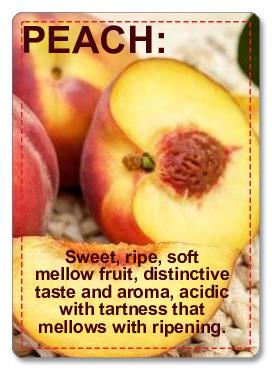 PEACH:
Sweet, ripe, soft
mellow fruit, distinctive
taste and aroma, acidic
with tartness that
mellows with ripening.